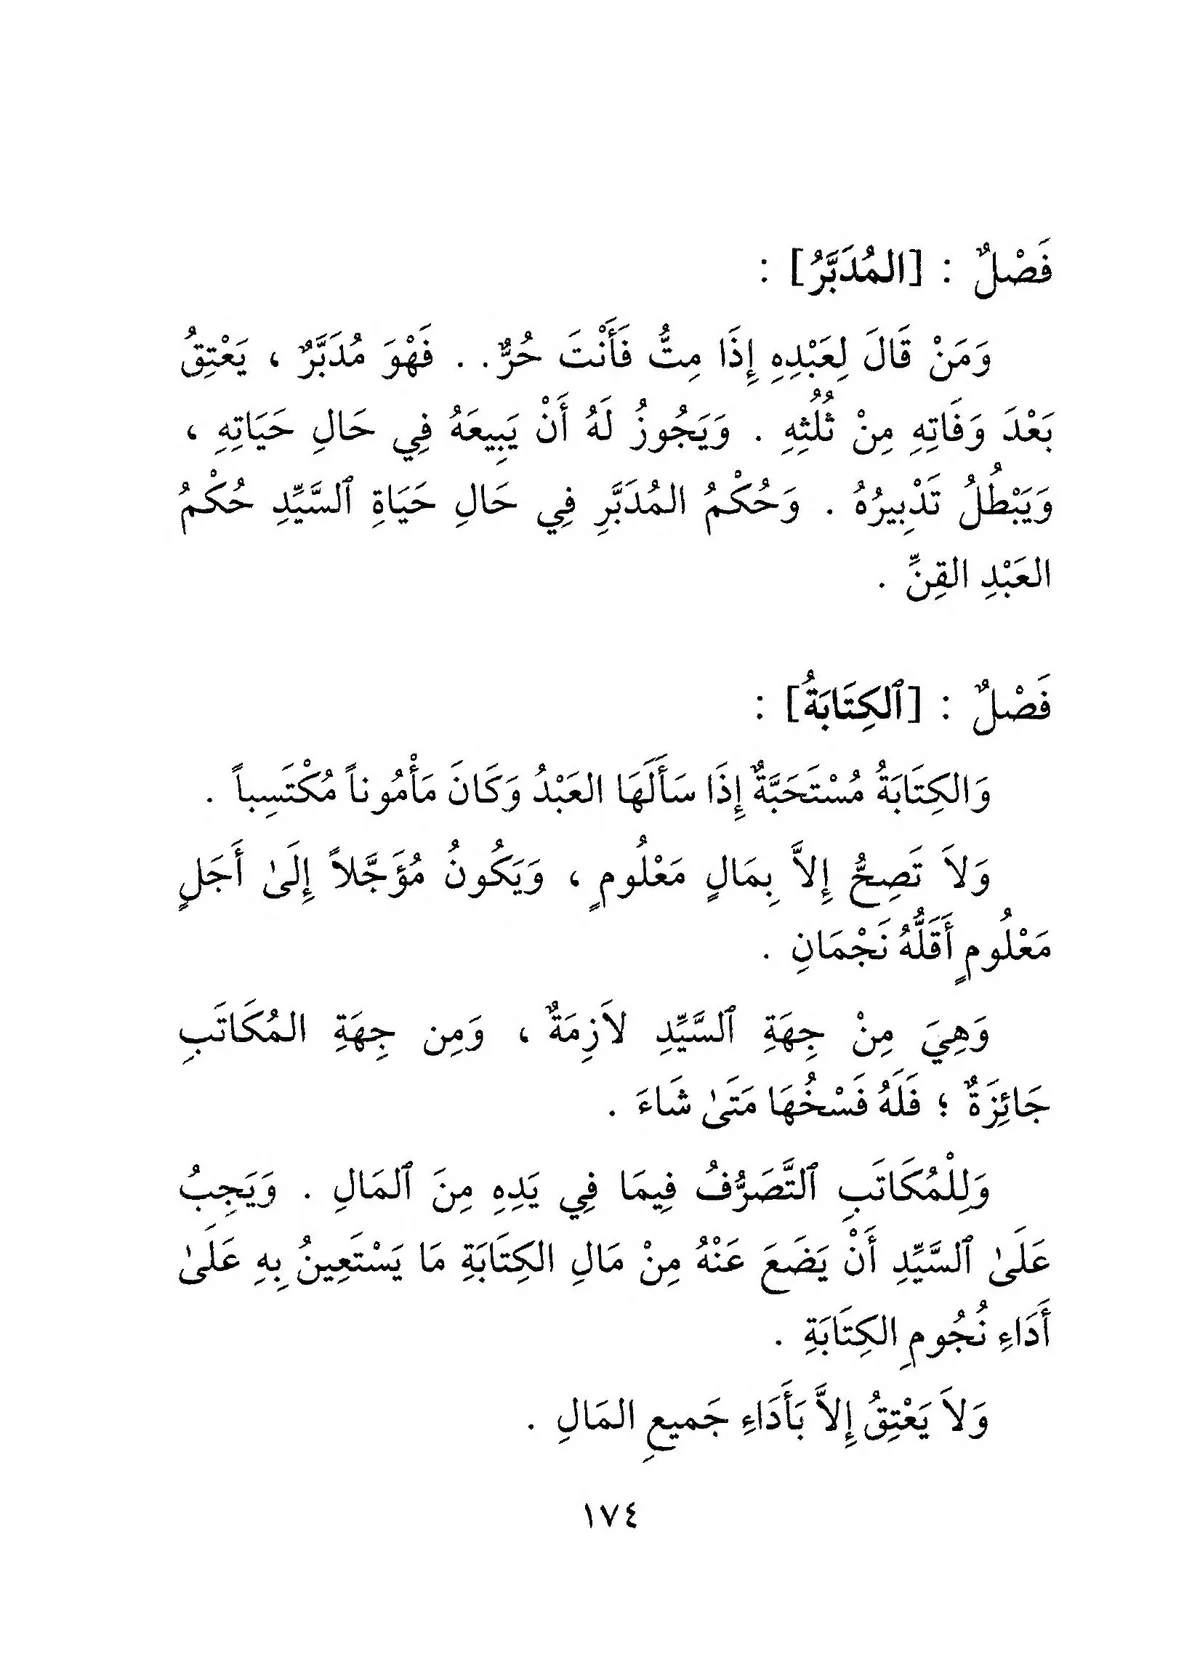 فَصْلٌ : [المُدَبَّرُ] :
وَمَنْ قَالَ لِعَبْدِهِ إِذَا مِتُّ فَأَنْتَ حُرٌّ . . فَهْوَ مُدَبَّرٌ ، يَعْتِقُ
بَعْدَ وَفَاتِهِ مِنْ ثُلُثِهِ . وَيَجُوزُ لَهُ أَنْ يَبِيعَهُ فِي حَالِ حَيَاتِهِ ،
وَيَبْطُلُ تَدْبِيرُهُ . وَحُكْمُ المُدَبَّرِ فِي حَالِ حَيَاةِ ٱلسَّيِّدِ حُكْمُ
العَبْدِ القِنِّ .
فَصْلٌ : [ٱلكِتَابَةُ] :
وَالكِتَابَةُ مُسْتَحَبَّةٌ إِذَا سَأَلَهَا العَبْدُ وَكَانَ مَأْمُوناً مُكْتَسِباً .
وَلاَ تَصِحُّ إِلاَّ بِمَالٍ مَعْلُومٍ ، وَيَكُونُ مُؤَجَّلاً إِلَىٰ أَجَلٍ
مَعْلُومٍ أَقَلُّهُ نَجْمَانِ .
وَهِيَ مِنْ جِهَةِ ٱلسَّيِّدِ لاَزِمَةٌ ، وَمِن جِهَةِ المُكَاتَبِ
جَائِزَةٌ ؛ فَلَهُ فَسْخُهَا مَتَىٰ شَاءَ .
وَلِلْمُكَاتَبِ ٱلتَّصَرُّفُ فِيمَا فِي يَدِهِ مِنَ ٱلمَالِ . وَيَجِبُ
عَلَىٰ ٱلسَّيِّدِ أَنْ يَضَعَ عَنْهُ مِنْ مَالِ الكِتَابَةِ مَا يَسْتَعِينُ بِهِ عَلَىٰ
أَدَاءِ نُجُومِ الكِتَابَةِ .
وَلاَ يَعْتِقُ إِلاَّ بَأَدَاءِ جَميعِ المَالِ .
١٧٤